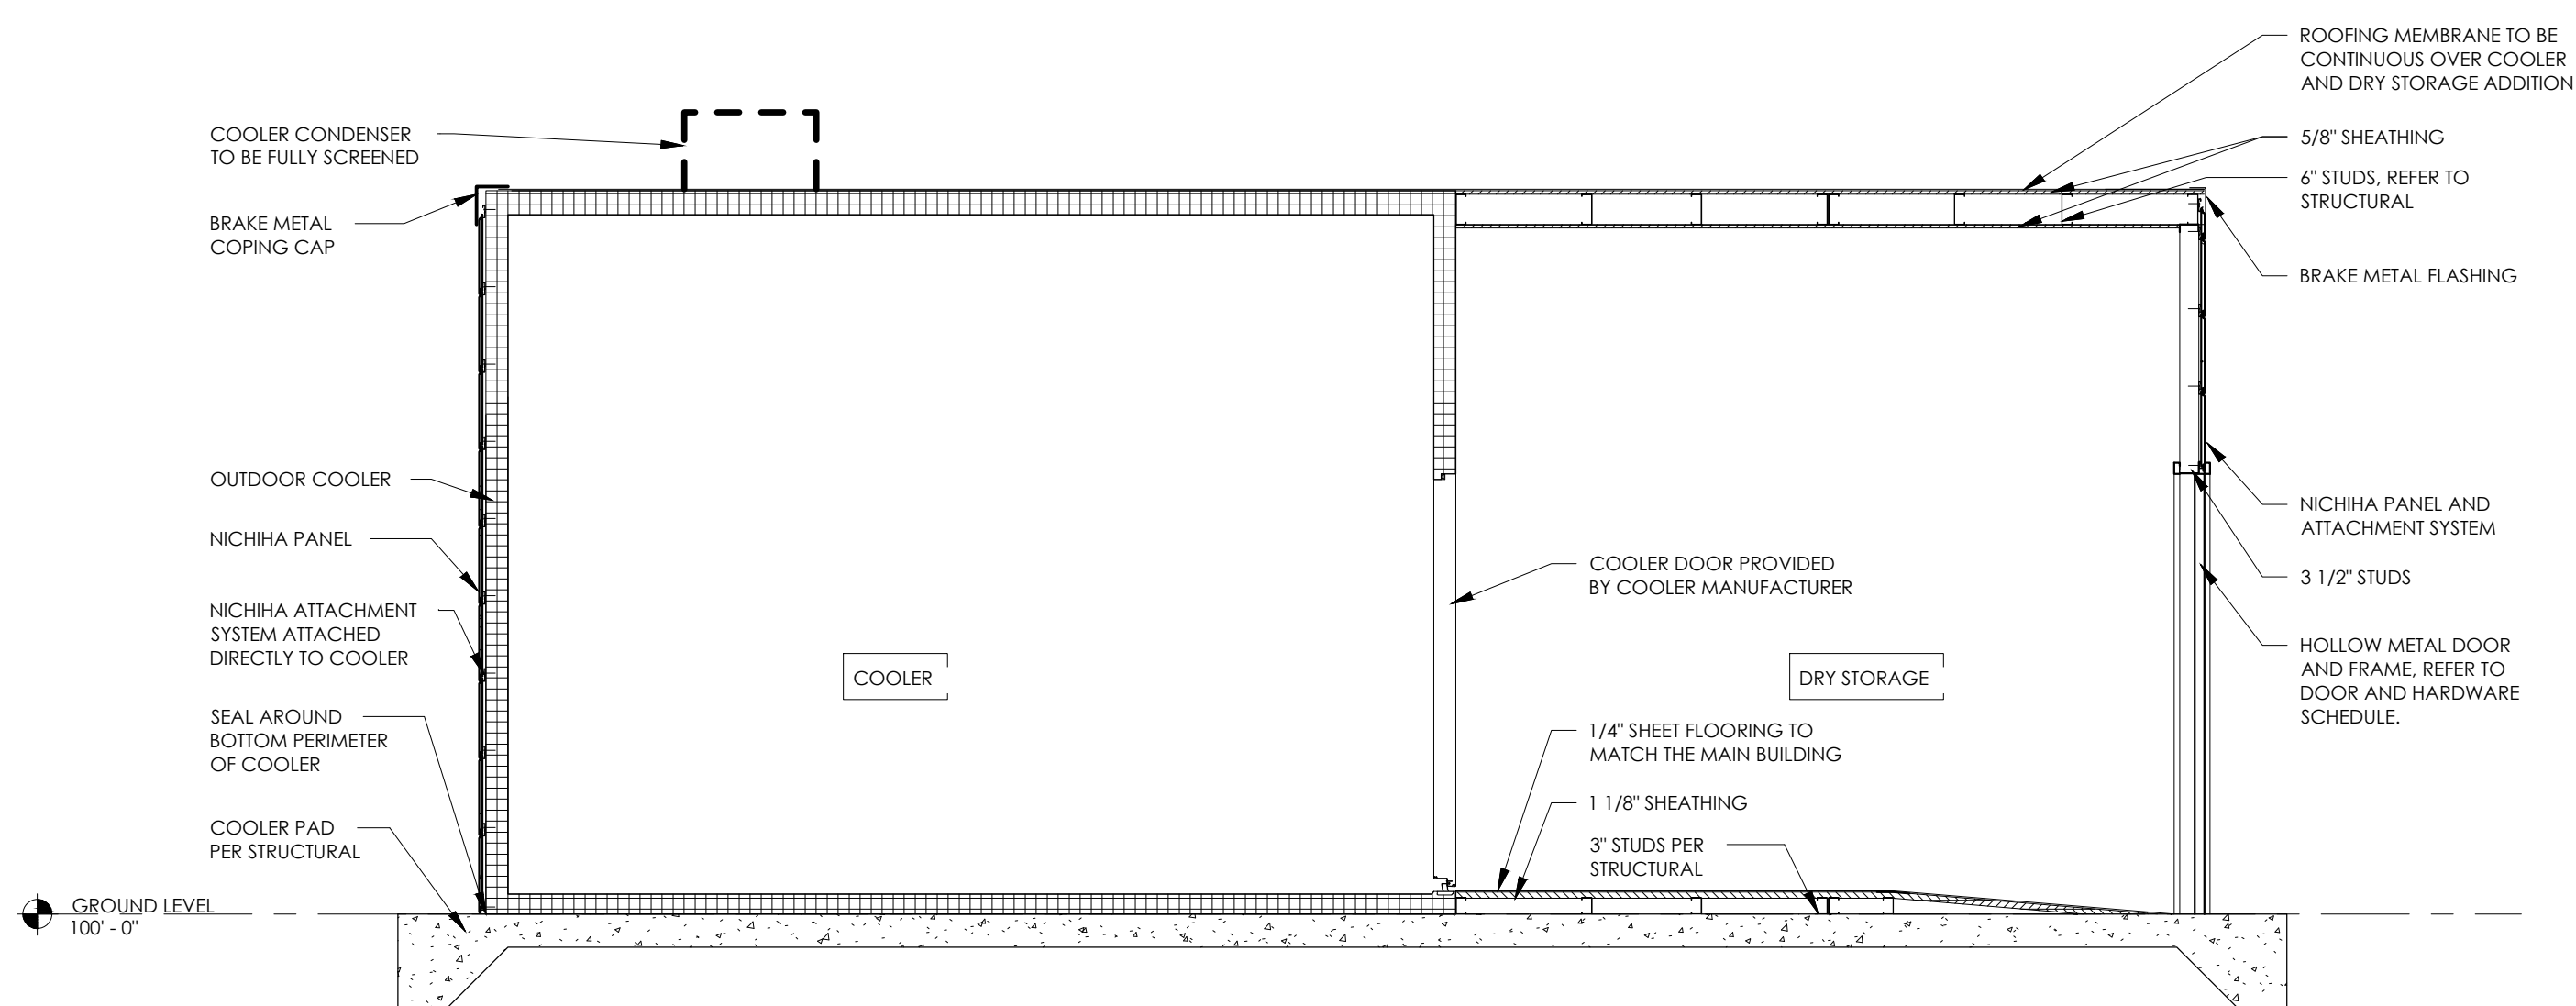 COOLER CONDENSER
TO BE FULLY SCREENED
BRAKE METAL
COPING CAP
OUTDOOR COOLER
NICHIHA PANEL
NICHIHA ATTACHMENT
SYSTEM ATTACHED
DIRECTLY TO COOLER
SEAL AROUND
BOTTOM PERIMETER
OF COOLER
COOLER PAD
PER STRUCTURAL
GROUND LEVEL
100' - 0"
COOLER
COOLER DOOR PROVIDED
BY COOLER MANUFACTURER
DRY STORAGE
1/4" SHEET FLOORING TO
MATCH THE MAIN BUILDING
1 1/8" SHEATHING
3" STUDS PER
STRUCTURAL
ROOFING MEMBRANE TO BE
CONTINUOUS OVER COOLER
AND DRY STORAGE ADDITION
5/8" SHEATHING
6" STUDS, REFER TO
STRUCTURAL
BRAKE METAL FLASHING
NICHIHA PANEL AND
ATTACHMENT SYSTEM
3 1/2" STUDS
HOLLOW METAL DOOR
AND FRAME, REFER TO
DOOR AND HARDWARE
SCHEDULE.